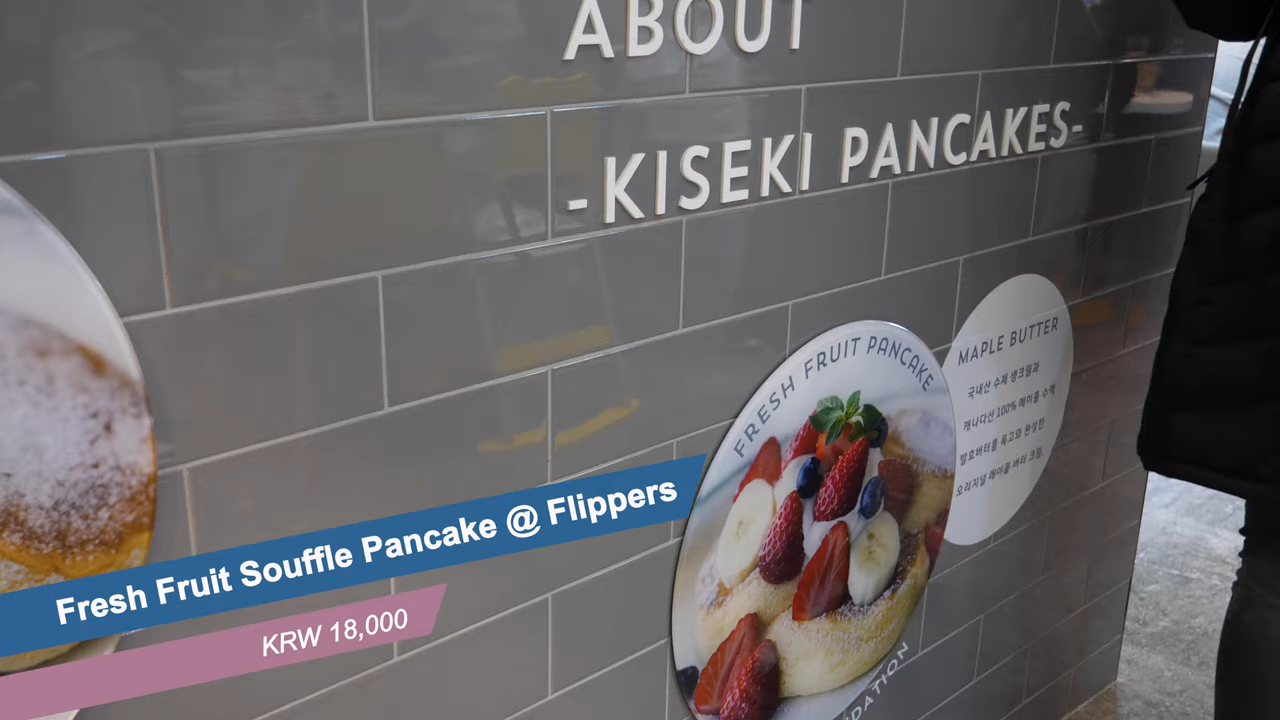 ABOUT
-KISEKI PANCAKES-
FRESH FRUIT PANCAKE
MAPLE BUTTER
국내산 수제 생크림과
캐나다산 100% 메이플 수액
발효버터를 녹고와 완성한
오리지널 메이플 버터 크림.
Fresh Fruit Souffle Pancake @ Flippers
KRW 18,000